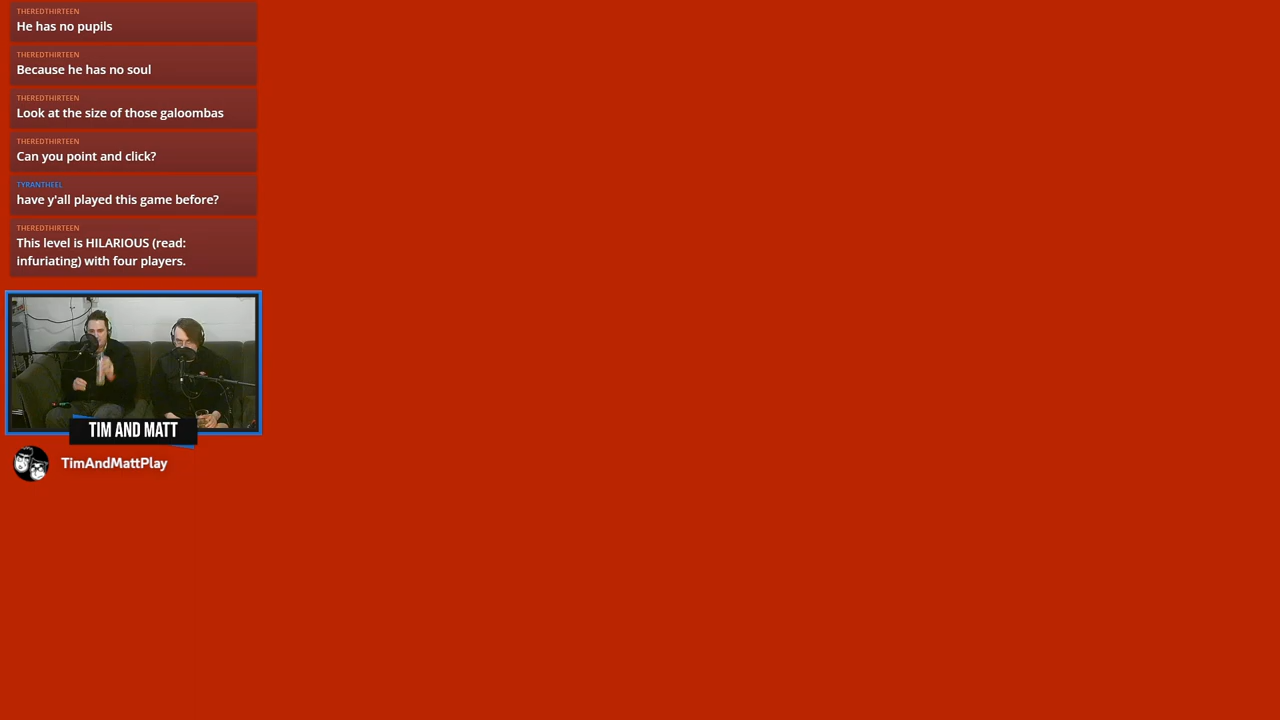 THEREDTHIRTEEN
He has no pupils
THEREDTHIRTEEN
Because he has no soul
THEREDTHIRTEEN
Look at the size of those galoombas
THEREDTHIRTEEN
Can you point and click?
TYRANTHEEL
have y'all played this game before?
THEREDTHIRTEEN
This level is HILARIOUS (read:
infuriating) with four players.
TIM AND MATT
TimAndMattPlay